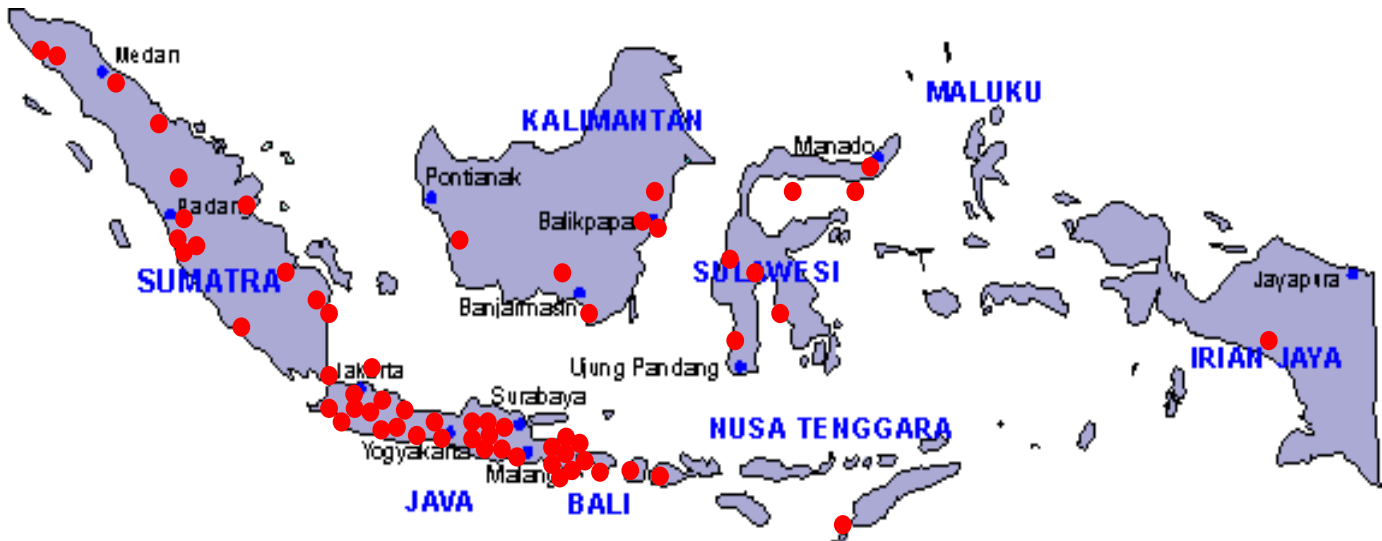 Medan
MALUKU
KALIMANTAN
Manado
Pontianak
Padan
Balikpapa
SULAWESI
SUMATRA
Jayapura
Banjarmasin
IRIAN JAYA
Jakarta
Ujung Pandang
Surabaya
NUSA TENGGARA
Yogyakarta
Malang
JAVA
BALI